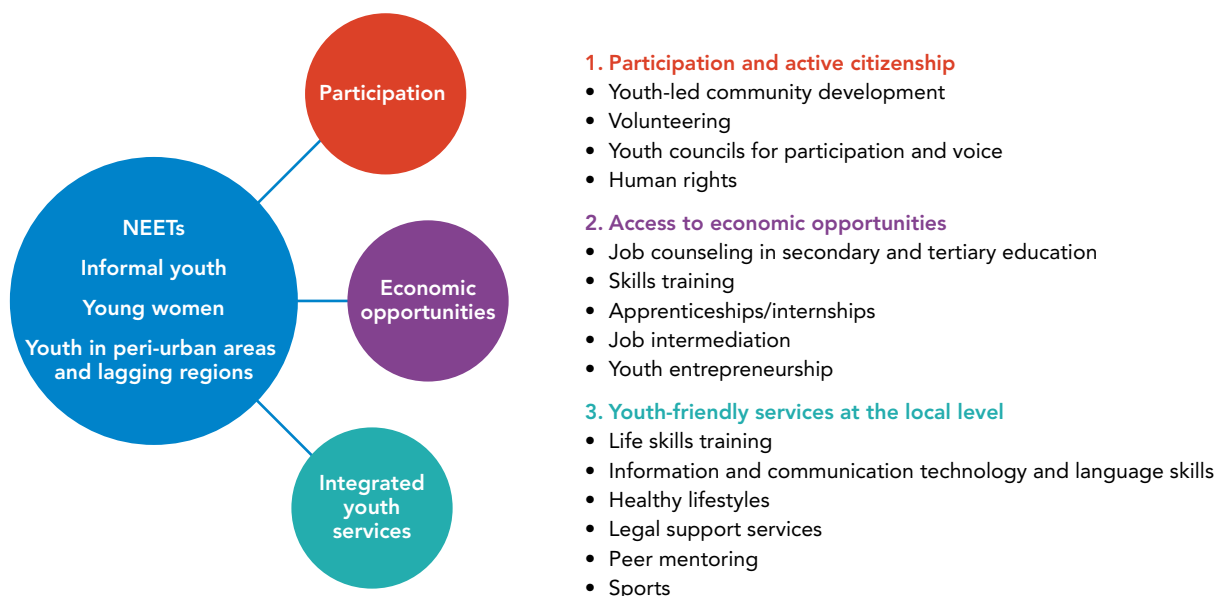 Participation
NEETs
Informal youth
Young women
Youth in peri-urban areas
and lagging regions
Economic
opportunities
Integrated
youth
services
1. Participation and active citizenship
• Youth-led community development
• Volunteering
• Youth councils for participation and voice
• Human rights
2. Access to economic opportunities
• Job counseling in secondary and tertiary education
• Skills training
• Apprenticeships/internships
• Job intermediation
• Youth entrepreneurship
3. Youth-friendly services at the local level
• Life skills training
• Information and communication technology and language skills
• Healthy lifestyles
• Legal support services
• Peer mentoring
• Sports